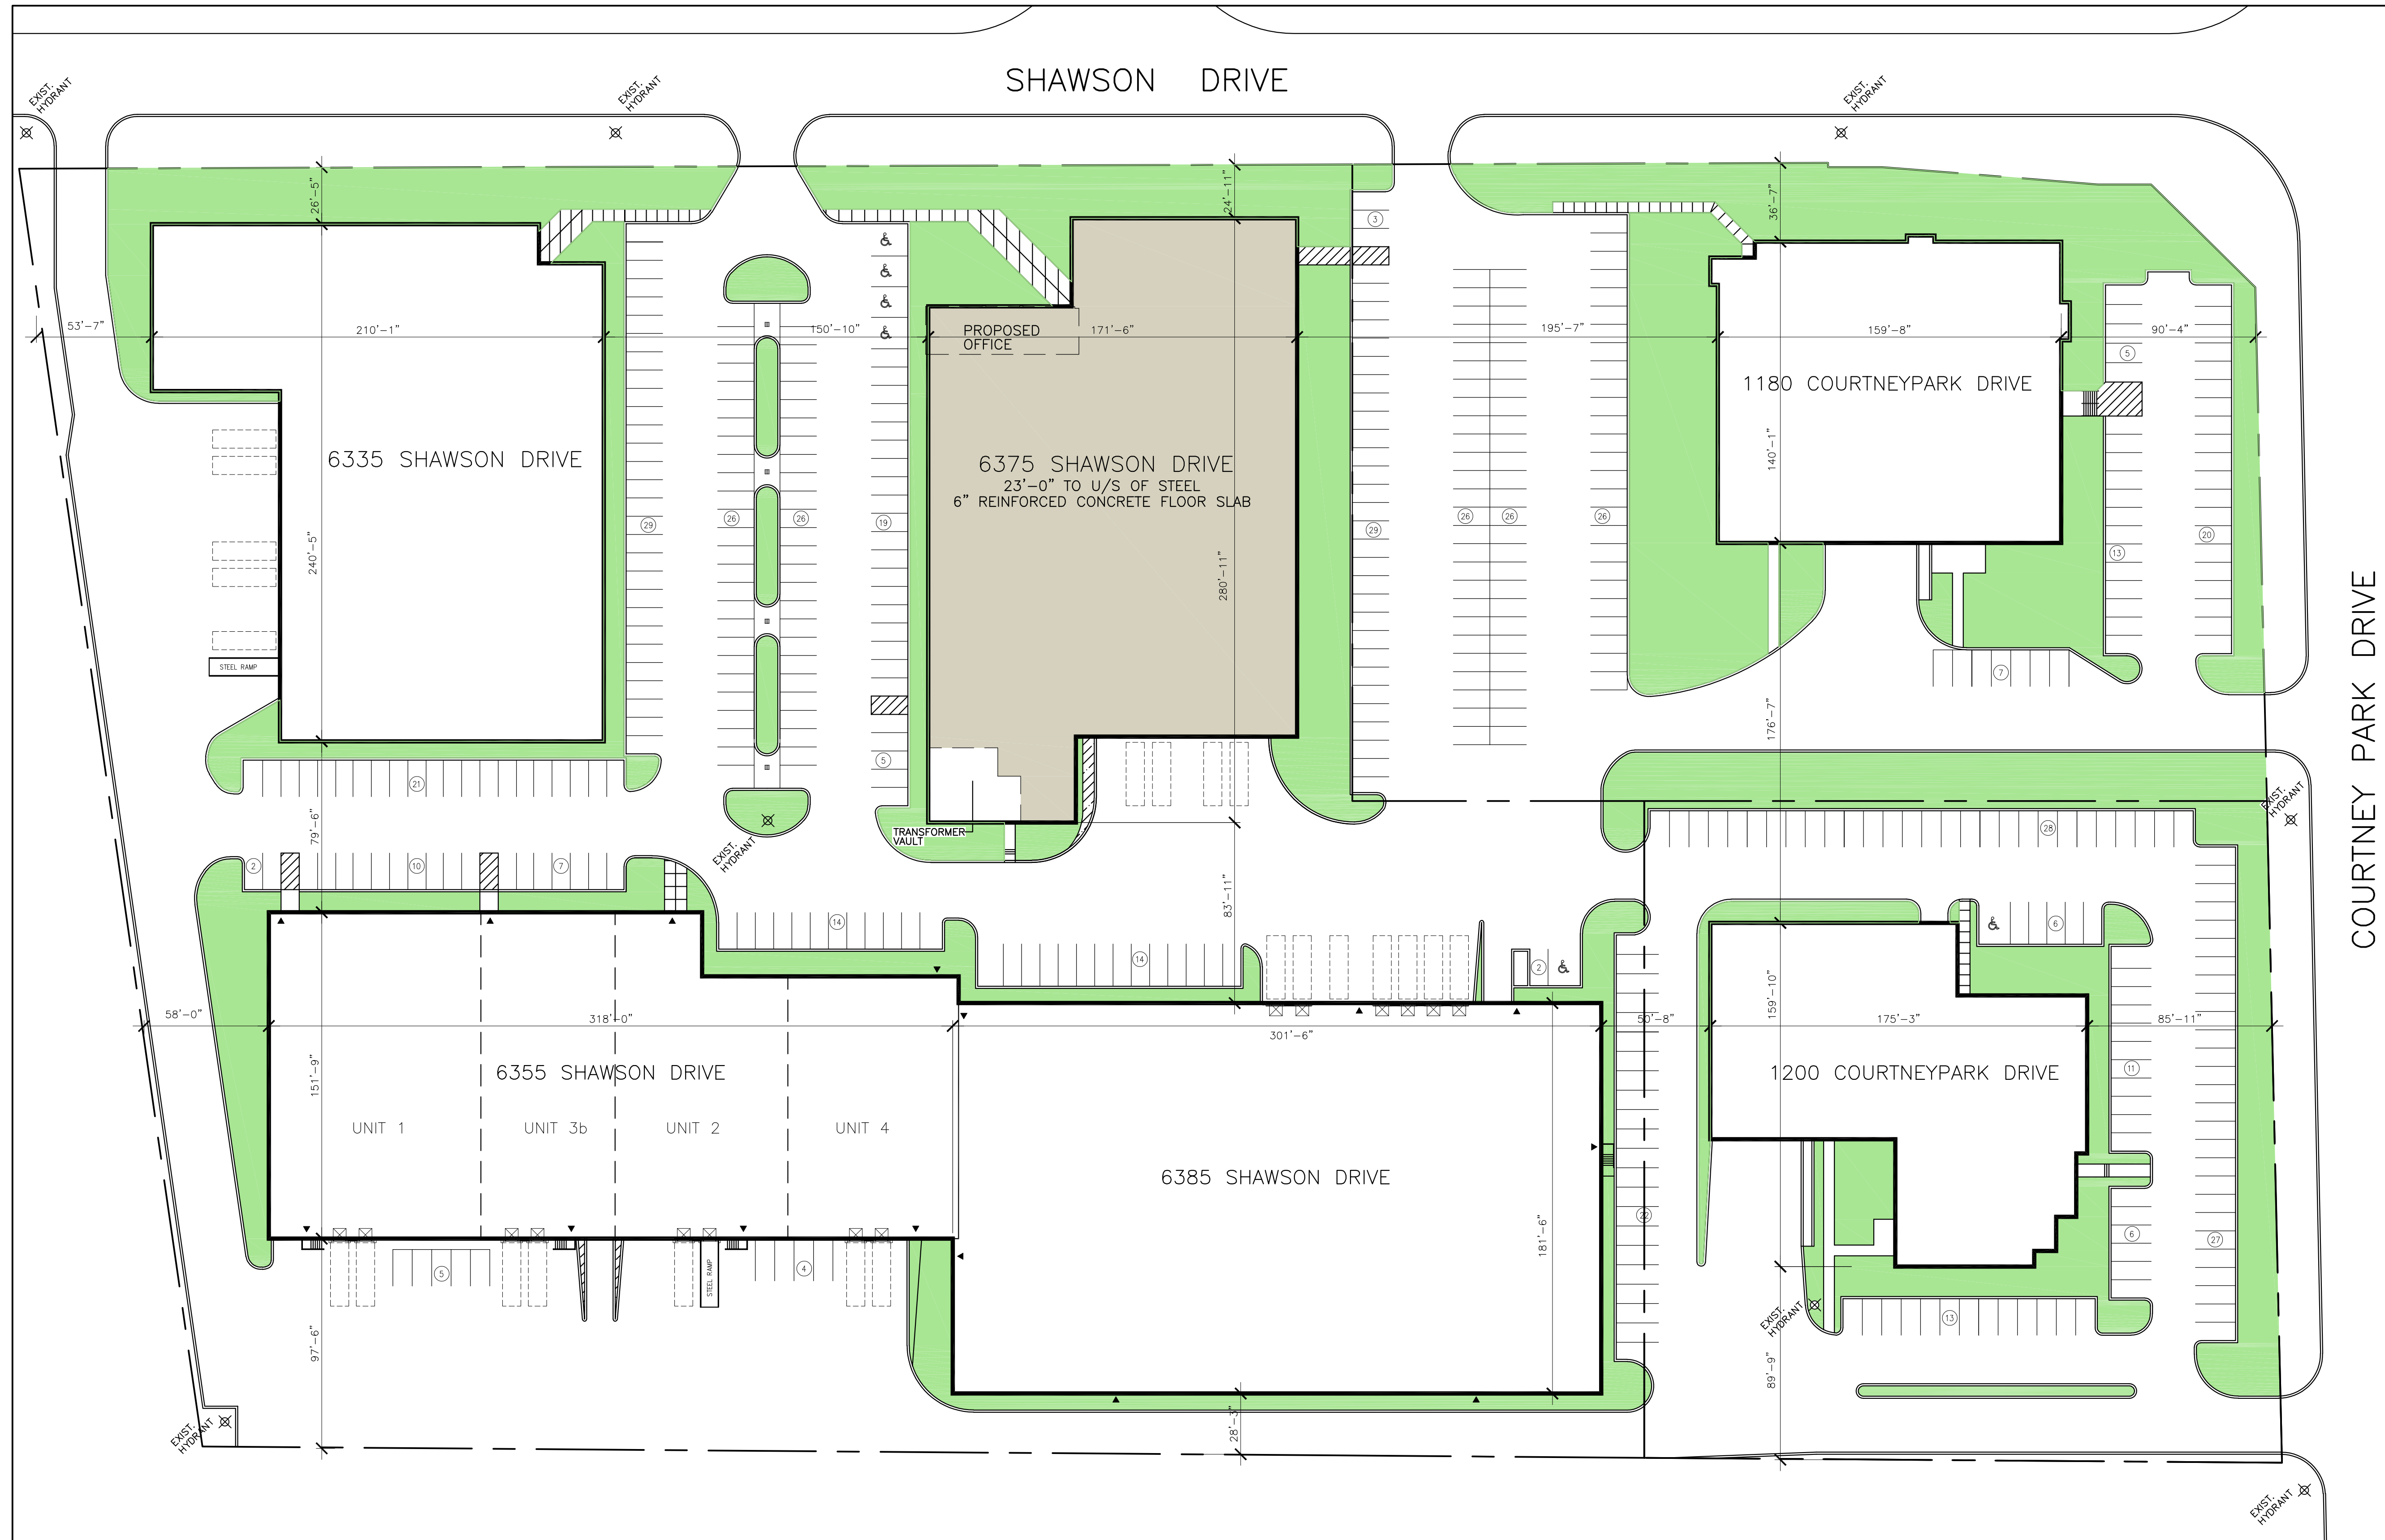 SHAWSON DRIVE
EXIST.
HYDRANT
EXIST.
HYDRANT
EXIST.
HYDRANT
26'-5"
24'-11"
36'-7"
3
53'-7"
210'-1"
150'-10"
PROPOSED
OFFICE
171'-6"
195'-7"
159'-8"
90'-4"
5
1180 COURTNEYPARK DRIVE
6335 SHAWSON DRIVE
140'-1"
6375 SHAWSON DRIVE
23'-0" TO U/S OF STEEL
6" REINFORCED CONCRETE FLOOR SLAB
29
26
26
19
29
26
26
26
13
20
240'-5"
280'-11"
STEEL RAMP
7
176'-7"
COURTNEY PARK DRIVE
5
21
79'-6"
TRANSFORMER
VAULT
EXIST.
HYDRANT
EXIST.
HYDRANT
28
2
10
7
83'-11"
14
14
2
6
58'-0"
318'-0"
301'-6"
50'-8"
159'-10"
175'-3"
85'-11"
151'-9"
6355 SHAWSON DRIVE
1200 COURTNEYPARK DRIVE
11
UNIT 1
UNIT 3b
UNIT 2
UNIT 4
6385 SHAWSON DRIVE
22
181'-6"
6
27
5
STEEL RAMP
4
EXIST.
HYDRANT
13
97'-6"
89'-9"
28'-3"
EXIST.
HYDRANT
EXIST.
HYDRANT